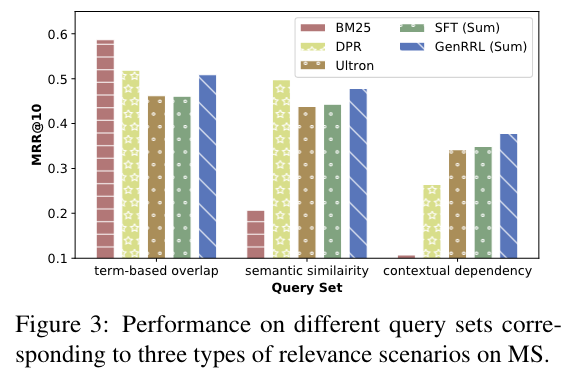 BM25
DPR
Ultron
SFT (Sum)
GenRRL (Sum)
MRR@10
0.6
0.5
0.4
0.3
0.2
0.1
term-based overlap
semantic similairity
contextual dependency
Query Set
Figure 3: Performance on different query sets corre-
sponding to three types of relevance scenarios on MS.